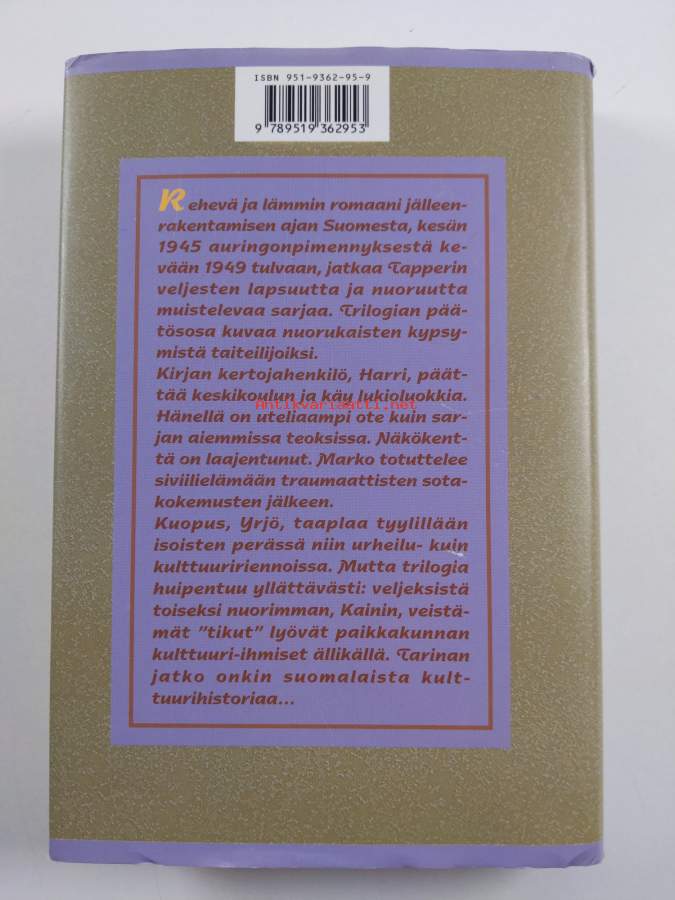 ISBN 951-9362-95-9
9 789519 362953
Rehevä ja lämmin romaani jälleen-
rakentamisen ajan Suomesta, kesän
1945 auringonpimennyksestä ke-
vään 1949 tulvaan, jatkaa Tapperin
veljesten lapsuutta ja nuoruutta
muistelevaa sarjaa. Trilogian pää-
tösosa kuvaa nuorukaisten kypsy-
mistä taiteilijoiksi.
Kirjan kertojahenkilö, Harri, päät-
tää keskikoulun ja käy lukioluokkia.
Antikvariaatti.net
Hänellä on uteliaampi ote kuin sar-
jan aiemmissa teoksissa. Näkökent-
tä on laajentunut. Marko totuttelee
siviilielämään traumaattisten sota-
kokemusten jälkeen.
Kuopus, Yrjö, taaplaa tyylillään
isoisten perässä niin urheilu- kuin
kulttuuririennoissa. Mutta trilogia
huipentuu yllättävästi: veljeksistä
toiseksi nuorimman, Kainin, veistä-
mät "tikut" lyövät paikkakunnan
kulttuuri-ihmiset ällikällä. Tarinan
jatko onkin suomalaista kult-
tuurihistoriaa...